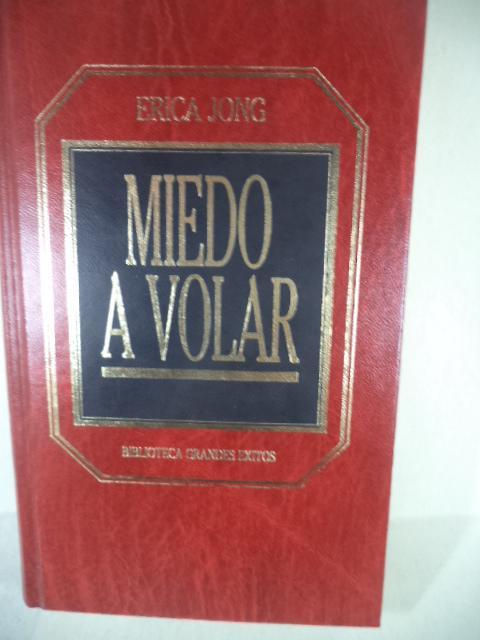 ERICA JONG
MIEDO
A VOLAR
BIBLIOTECA GRANDES EXITOS